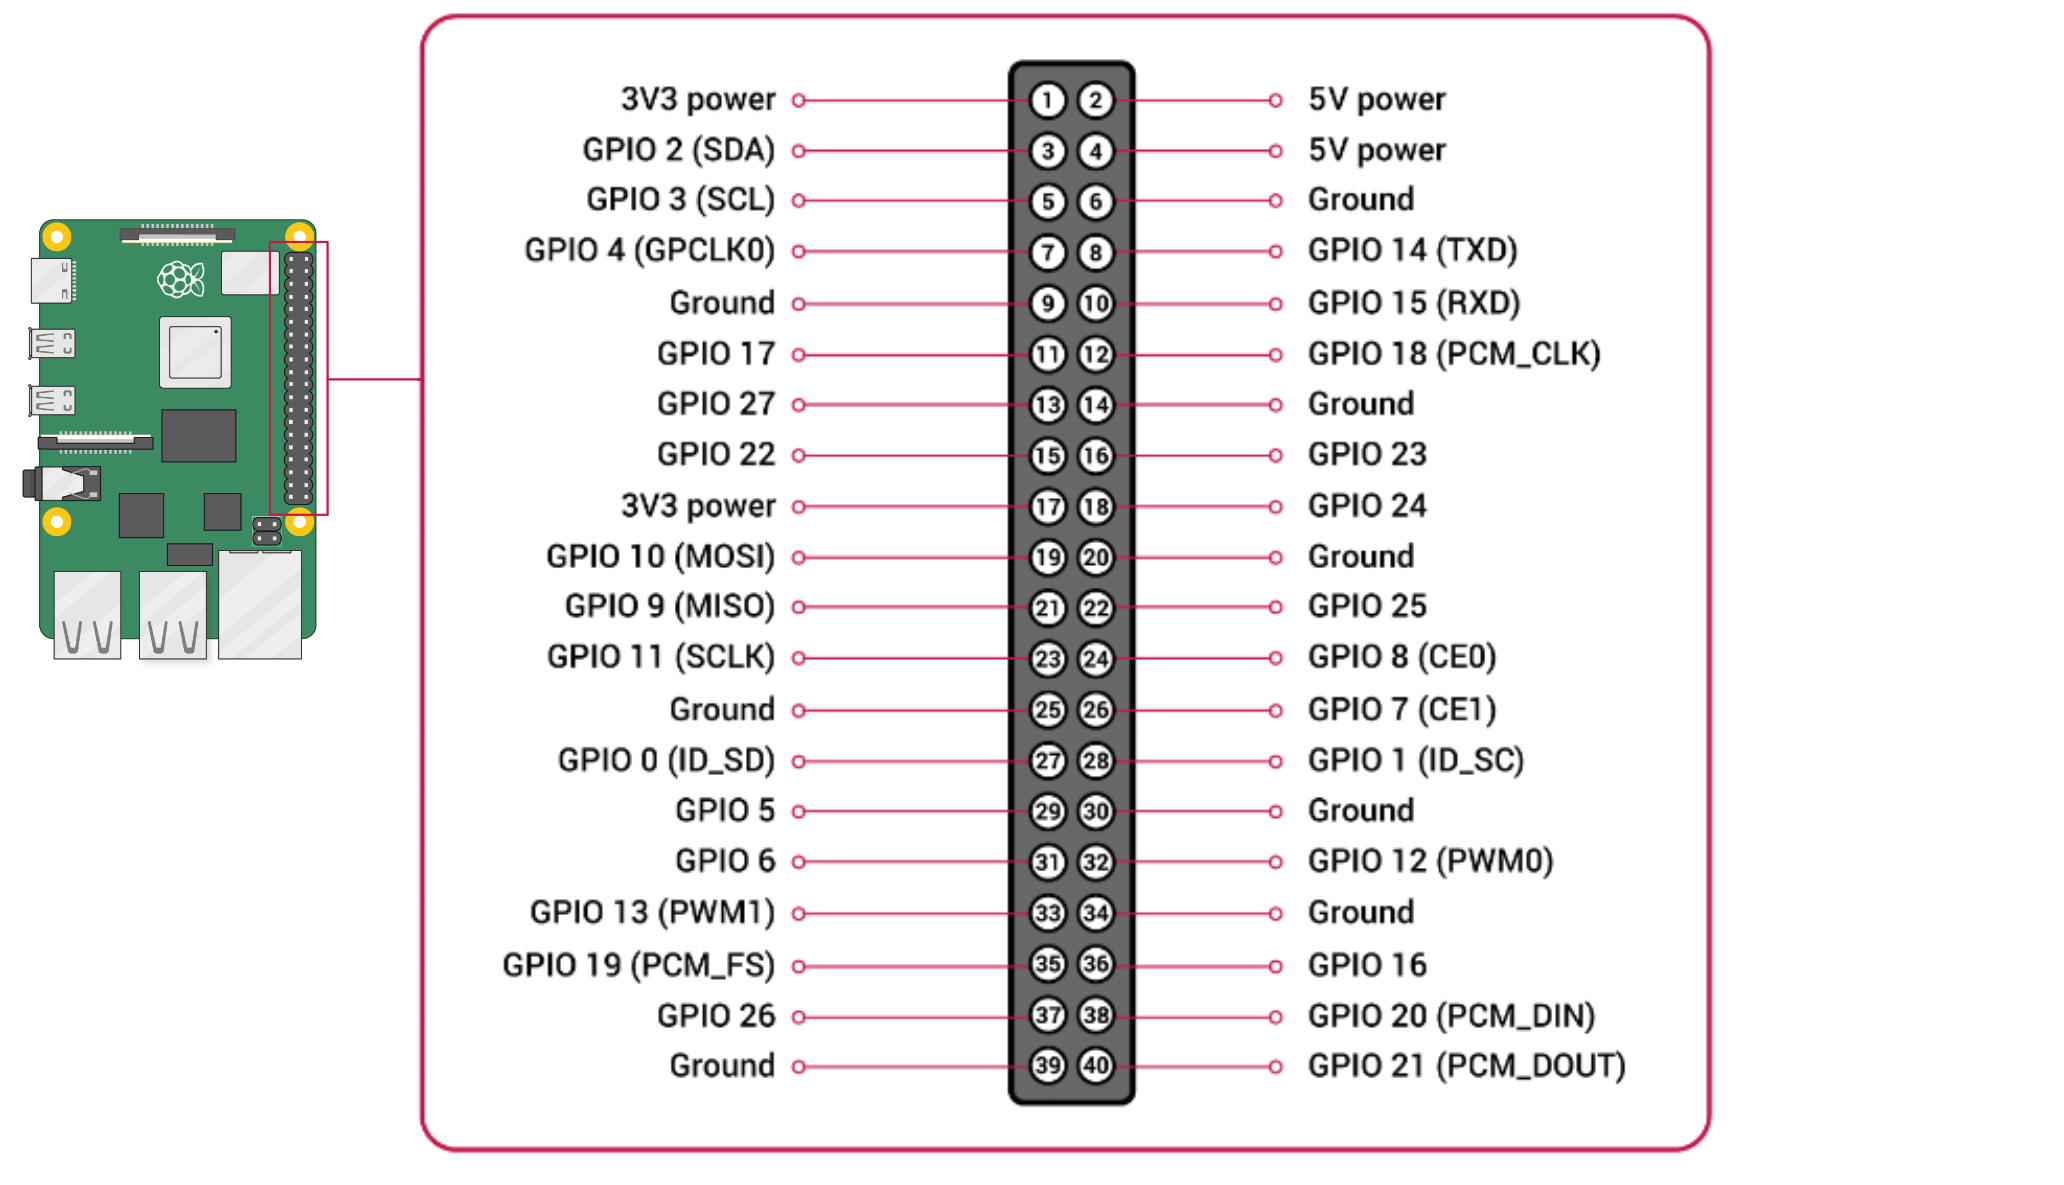 3V3 power 1 2 5V power
GPIO 2 (SDA) 3 4 5V power
GPIO 3 (SCL) 5 6 Ground
GPIO 4 (GPCLK0) 7 8 GPIO 14 (TXD)
Ground 9 10 GPIO 15 (RXD)
GPIO 17 11 12 GPIO 18 (PCM_CLK)
GPIO 27 13 14 Ground
GPIO 22 15 16 GPIO 23
3V3 power 17 18 GPIO 24
GPIO 10 (MOSI) 19 20 Ground
GPIO 9 (MISO) 21 22 GPIO 25
GPIO 11 (SCLK) 23 24 GPIO 8 (CE0)
Ground 25 26 GPIO 7 (CE1)
GPIO 0 (ID_SD) 27 28 GPIO 1 (ID_SC)
GPIO 5 29 30 Ground
GPIO 6 31 32 GPIO 12 (PWM0)
GPIO 13 (PWM1) 33 34 Ground
GPIO 19 (PCM_FS) 35 36 GPIO 16
GPIO 26 37 38 GPIO 20 (PCM_DIN)
Ground 39 40 GPIO 21 (PCM_DOUT)